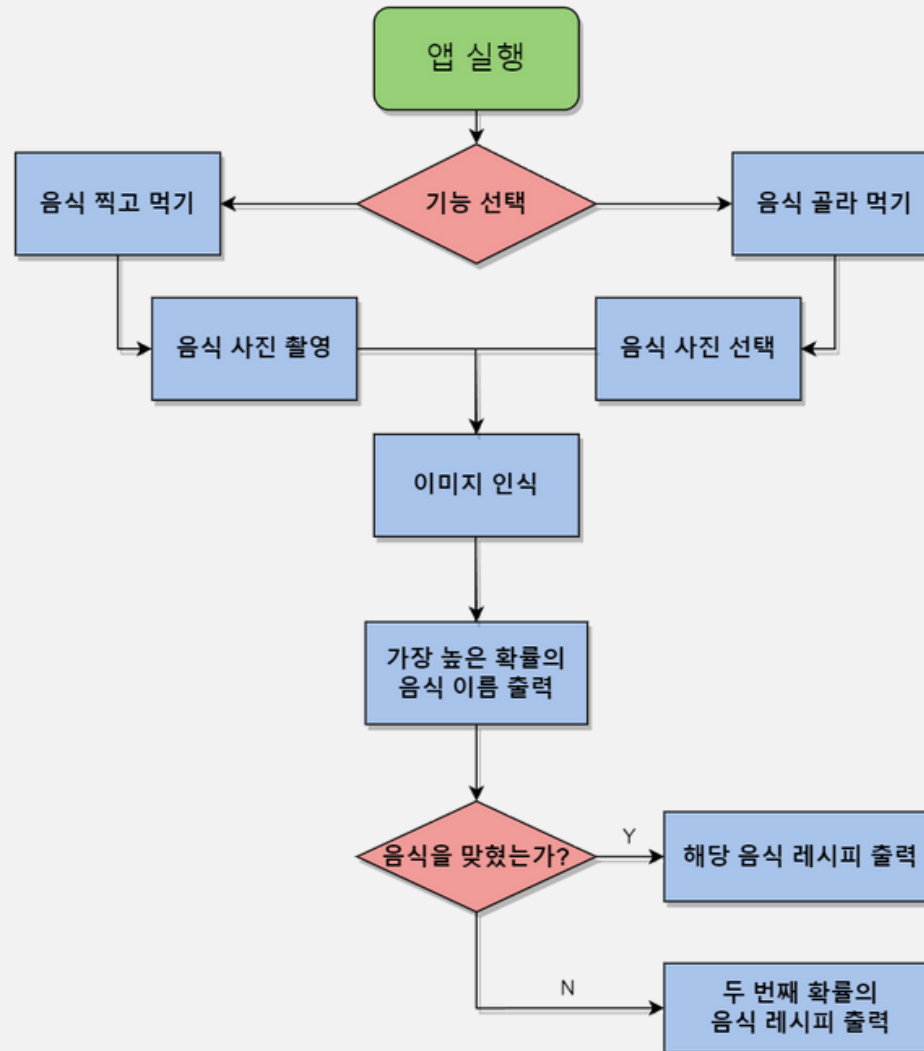 앱 실행
기능 선택
음식 찍고 먹기
음식 골라 먹기
음식 사진 촬영
음식 사진 선택
이미지 인식
가장 높은 확률의
음식 이름 출력
음식을 맞혔는가?
Y
해당 음식 레시피 출력
N
두 번째 확률의
음식 레시피 출력